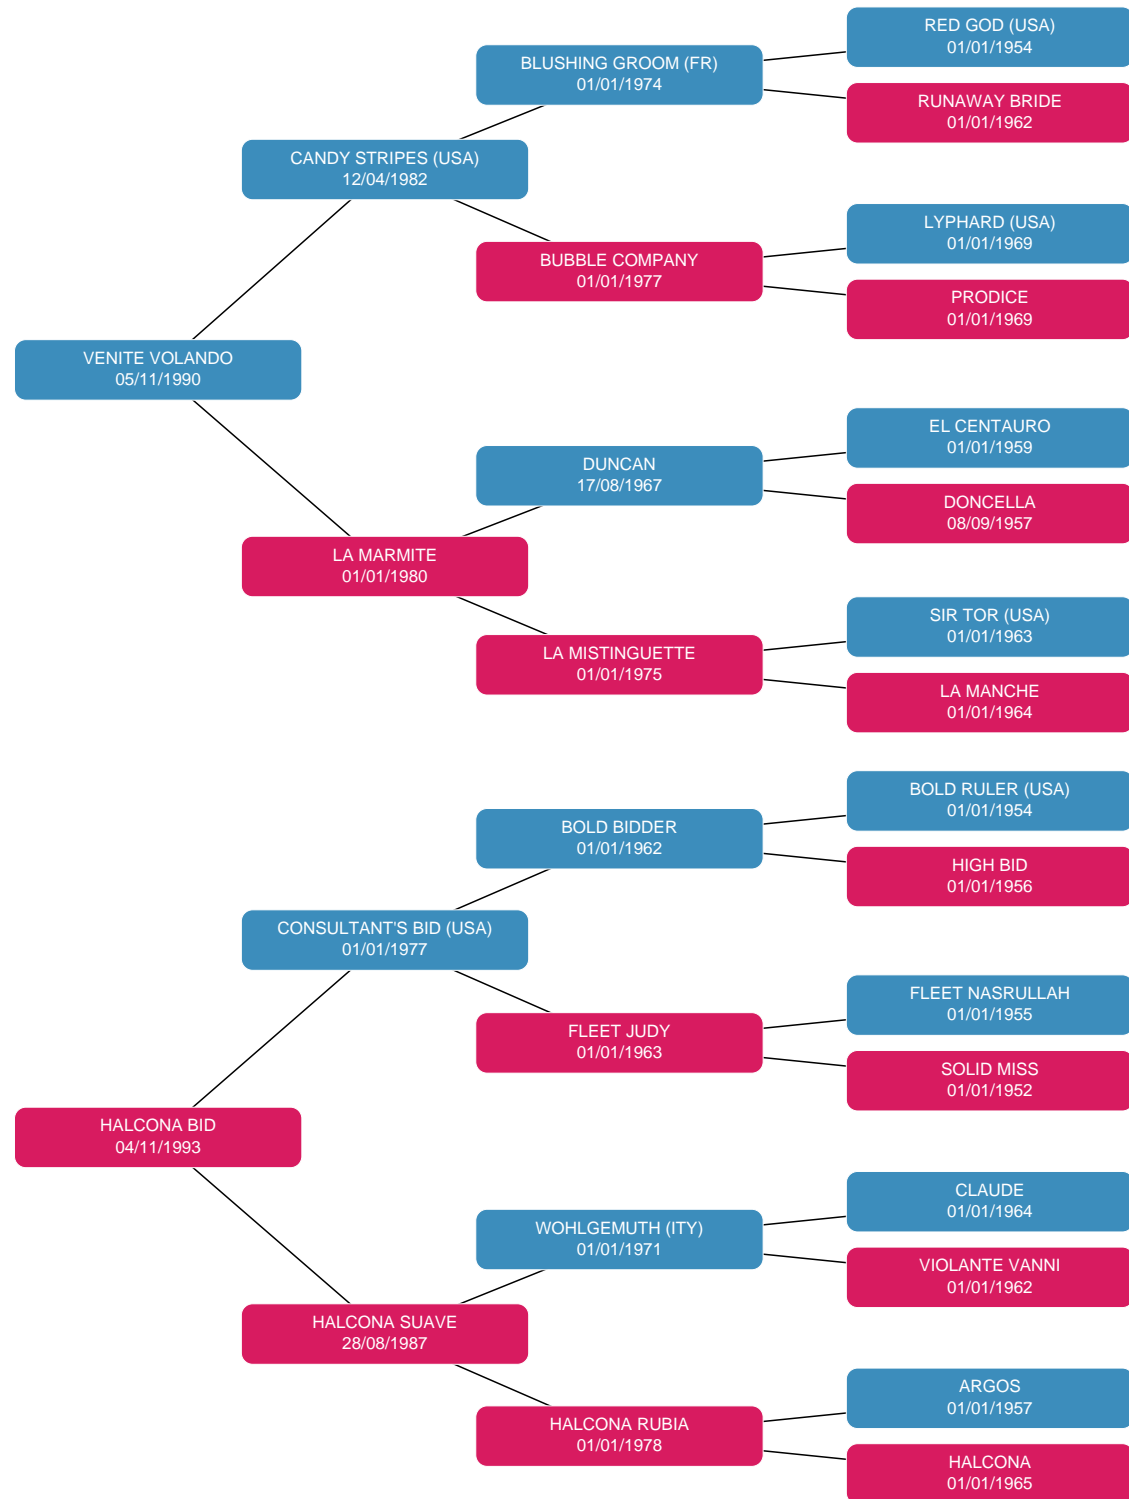 RED GOD (USA)
01/01/1954
BLUSHING GROOM (FR)
01/01/1974
RUNAWAY BRIDE
01/01/1962
CANDY STRIPES (USA)
12/04/1982
LYPHARD (USA)
01/01/1969
BUBBLE COMPANY
01/01/1977
PRODICE
01/01/1969
VENITE VOLANDO
05/11/1990
EL CENTAURO
01/01/1959
DUNCAN
17/08/1967
DONCELLA
08/09/1957
LA MARMITE
01/01/1980
SIR TOR (USA)
01/01/1963
LA MISTINGUETTE
01/01/1975
LA MANCHE
01/01/1964
BOLD RULER (USA)
01/01/1954
BOLD BIDDER
01/01/1962
HIGH BID
01/01/1956
CONSULTANT'S BID (USA)
01/01/1977
FLEET NASRULLAH
01/01/1955
FLEET JUDY
01/01/1963
SOLID MISS
01/01/1952
HALCONA BID
04/11/1993
CLAUDE
01/01/1964
WOHLGEMUTH (ITY)
01/01/1971
VIOLANTE VANNI
01/01/1962
HALCONA SUAVE
28/08/1987
ARGOS
01/01/1957
HALCONA RUBIA
01/01/1978
HALCONA
01/01/1965